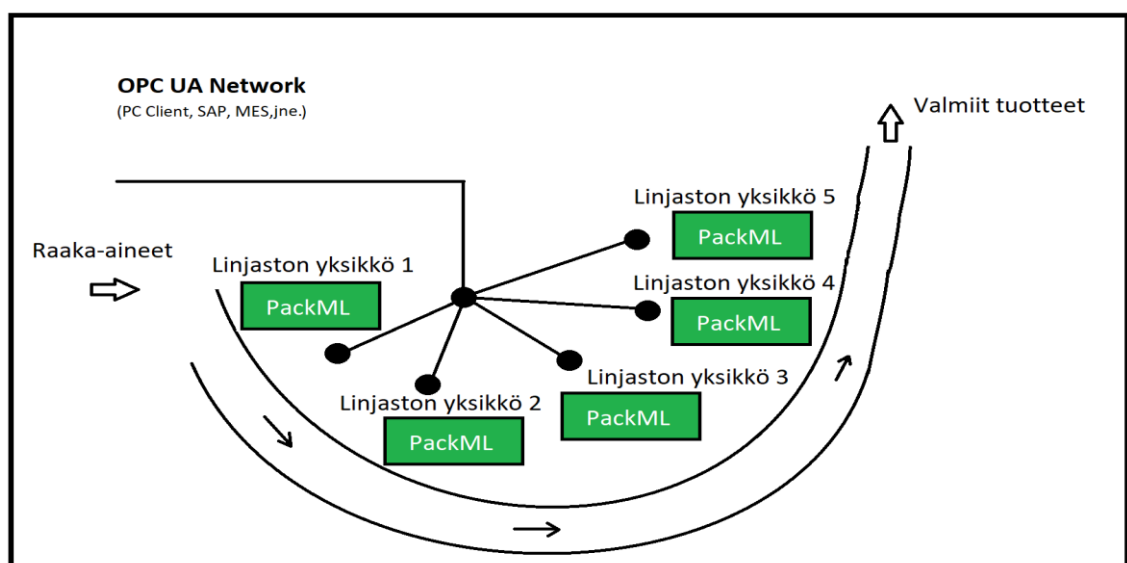 OPC UA Network
(PC Client, SAP, MES,jne.)
Valmiit tuotteet
Raaka-aineet
Linjaston yksikkö 1
PackML
Linjaston yksikkö 2
PackML
Linjaston yksikkö 3
PackML
Linjaston yksikkö 4
PackML
Linjaston yksikkö 5
PackML